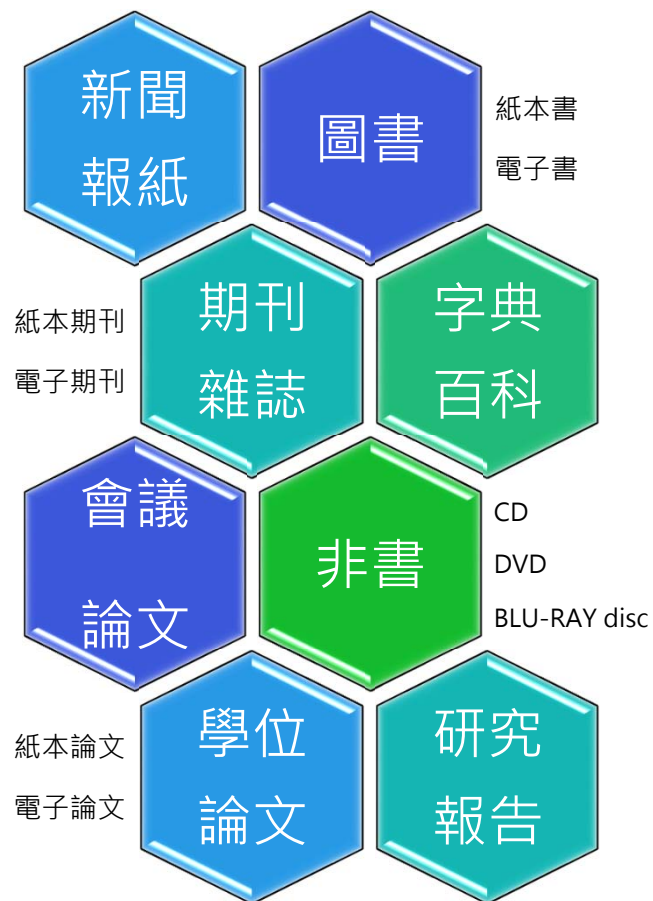 新聞
報紙
圖書
紙本書
電子書
紙本期刊
電子期刊
期刊
雜誌
字典
百科
會議
論文
非書
CD
DVD
BLU-RAY disc
紙本論文
電子論文
學位
論文
研究
報告